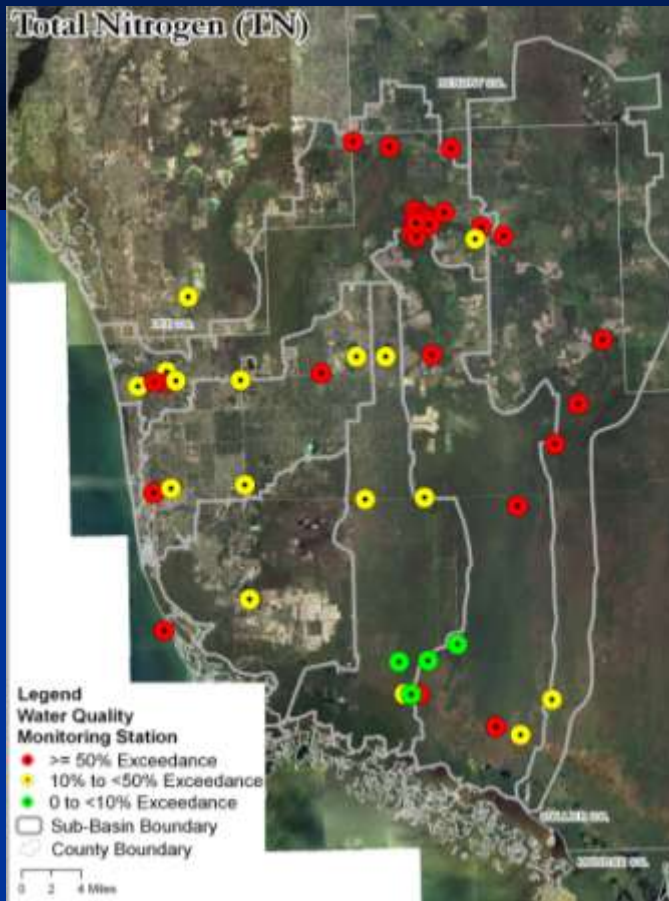 Total Nitrogen (TN)
HENDRY CO.
LEE CO.
Legend
Water Quality
Monitoring Station
>= 50% Exceedance
10% to <50% Exceedance
0 to <10% Exceedance
Sub-Basin Boundary
County Boundary
0 2 4 Miles
COLLIER CO.
MONROE CO.